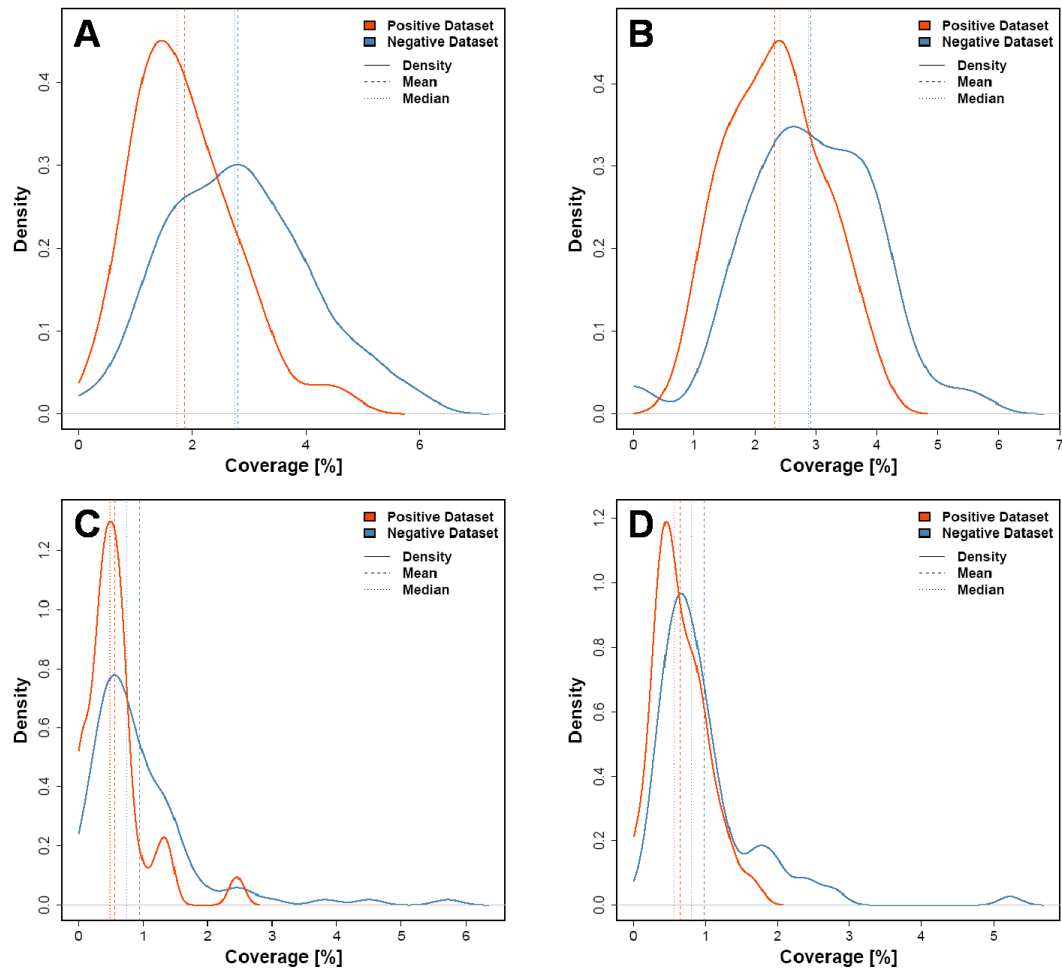 A
Positive Dataset
Negative Dataset
Density
Mean
Median
Density
0.0
0.1
0.2
0.3
0.4
0 2 4 6
Coverage [%]
B
Positive Dataset
Negative Dataset
Density
Mean
Median
Density
0.0
0.1
0.2
0.3
0.4
0 1 2 3 4 5 6 7
Coverage [%]
C
Positive Dataset
Negative Dataset
Density
Mean
Median
Density
0.0
0.2
0.4
0.6
0.8
1.0
1.2
0 1 2 3 4 5 6
Coverage [%]
D
Positive Dataset
Negative Dataset
Density
Mean
Median
Density
0.0
0.2
0.4
0.6
0.8
1.0
1.2
0 1 2 3 4 5
Coverage [%]